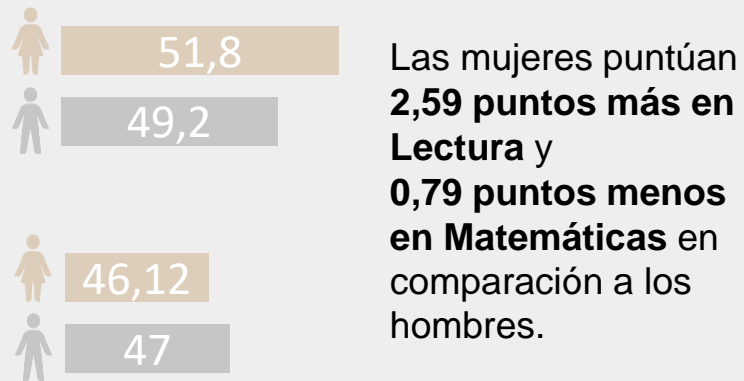 51,8
49,2
46,12
47
Las mujeres puntúan
2,59 puntos más en
Lectura y
0,79 puntos menos
en Matemáticas en
comparación a los
hombres.